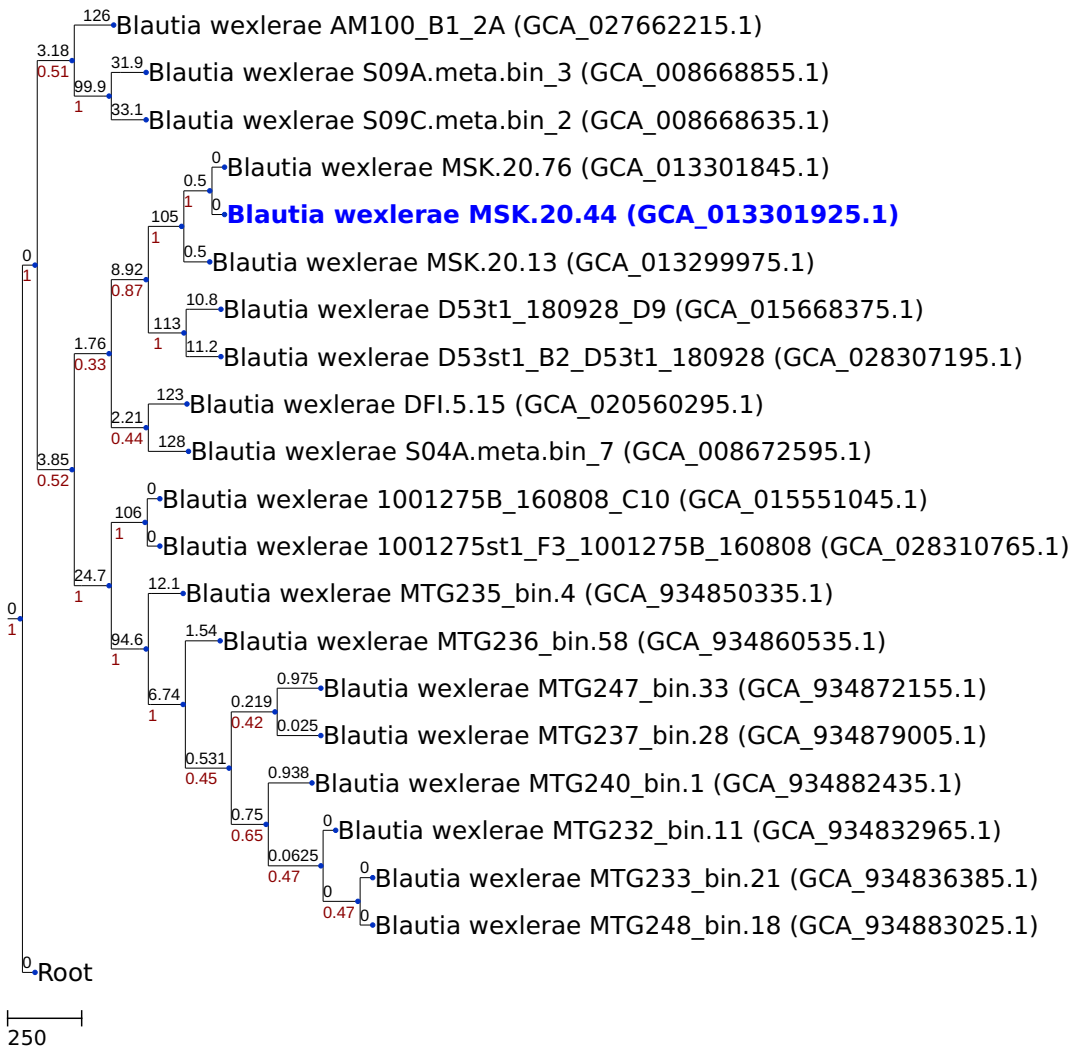 126
Blautia wexlerae AM100_B1_2A (GCA_027662215.1)
3.18
0.51
31.9
Blautia wexlerae S09A.meta.bin_3 (GCA_008668855.1)
99.9
1
33.1
Blautia wexlerae S09C.meta.bin_2 (GCA_008668635.1)
0
Blautia wexlerae MSK.20.76 (GCA_013301845.1)
0.5
1
0
Blautia wexlerae MSK.20.44 (GCA_013301925.1)
105
1
0.5
Blautia wexlerae MSK.20.13 (GCA_013299975.1)
0
1
8.92
0.87
10.8
Blautia wexlerae D53t1_180928_D9 (GCA_015668375.1)
113
1
11.2
Blautia wexlerae D53st1_B2_D53t1_180928 (GCA_028307195.1)
1.76
0.33
123
Blautia wexlerae DFI.5.15 (GCA_020560295.1)
2.21
0.44
128
Blautia wexlerae S04A.meta.bin_7 (GCA_008672595.1)
3.85
0.52
0
Blautia wexlerae 1001275B_160808_C10 (GCA_015551045.1)
106
1
0
Blautia wexlerae 1001275st1_F3_1001275B_160808 (GCA_028310765.1)
24.7
1
12.1
Blautia wexlerae MTG235_bin.4 (GCA_934850335.1)
0
1
94.6
1
1.54
Blautia wexlerae MTG236_bin.58 (GCA_934860535.1)
6.74
1
0.975
Blautia wexlerae MTG247_bin.33 (GCA_934872155.1)
0.219
0.42
0.025
Blautia wexlerae MTG237_bin.28 (GCA_934879005.1)
0.531
0.45
0.938
Blautia wexlerae MTG240_bin.1 (GCA_934882435.1)
0.75
0.65
0
Blautia wexlerae MTG232_bin.11 (GCA_934832965.1)
0.0625
0.47
0
Blautia wexlerae MTG233_bin.21 (GCA_934836385.1)
0
0.47
0
Blautia wexlerae MTG248_bin.18 (GCA_934883025.1)
0
Root
250